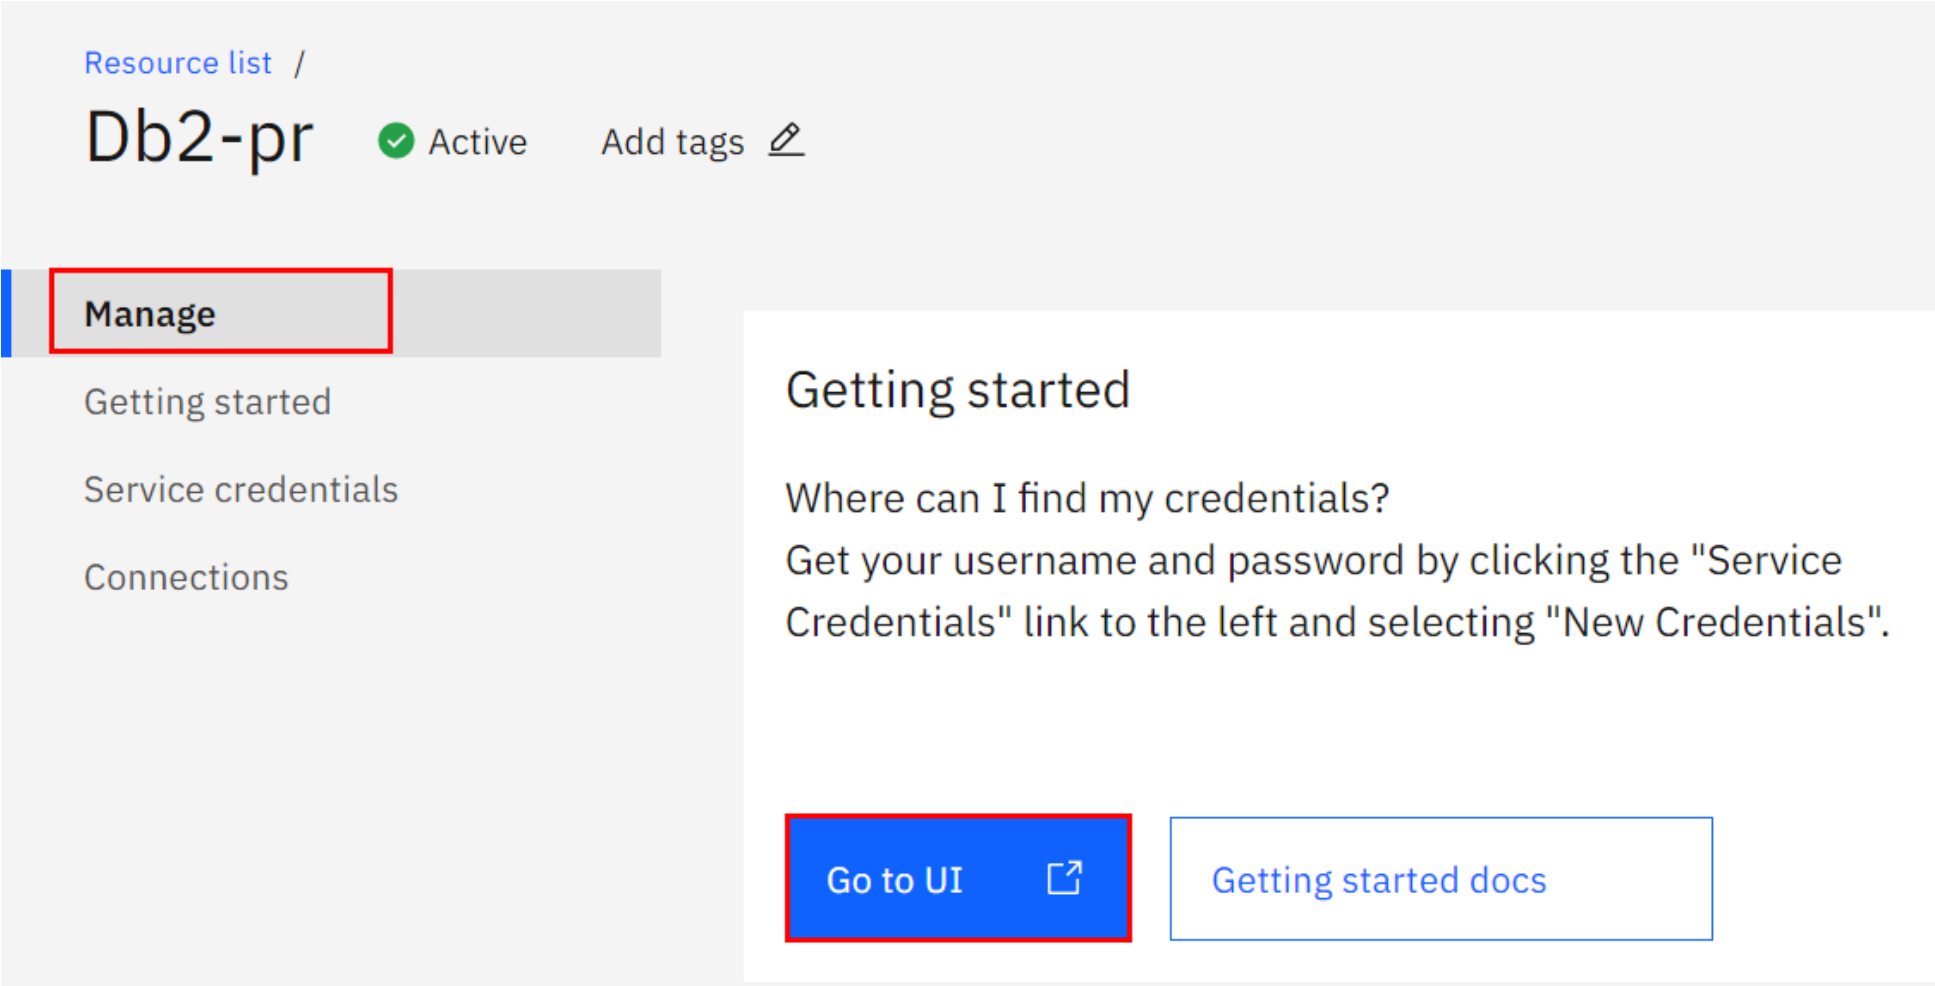 Resource list /
Db2-pr
Active
Add tags
Manage
Getting started
Service credentials
Connections
Getting started
Where can I find my credentials?
Get your username and password by clicking the "Service
Credentials" link to the left and selecting "New Credentials".
Go to UI
Getting started docs